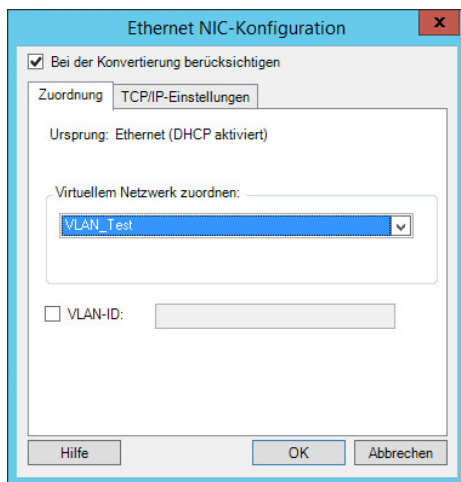 Ethernet NIC-Konfiguration
x
Bei der Konvertierung berücksichtigen
Zuordnung TCP/IP-Einstellungen
Ursprung: Ethernet (DHCP aktiviert)
Virtuellem Netzwerk zuordnen:
VLAN_Test
VLAN-ID:
Hilfe OK Abbrechen